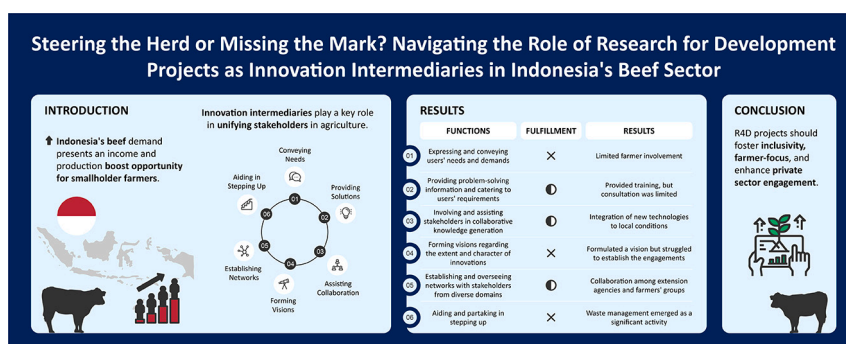 Steering the Herd or Missing the Mark? Navigating the Role of Research for Development
Projects as Innovation Intermediaries in Indonesia's Beef Sector
INTRODUCTION
Indonesia's beef demand
presents an income and
production boost opportunity
for smallholder farmers.
Innovation intermediaries play a key role
in unifying stakeholders in agriculture.
Conveying
Needs
Providing
Solutions
Assisting
Collaboration
Forming
Visions
Establishing
Networks
Aiding in
Stepping Up
01
02
03
04
05
06
RESULTS
FUNCTIONS
FULFILLMENT
RESULTS
01
Expressing and conveying
users' needs and demands
Limited farmer involvement
02
Providing problem-solving
information and catering to
users' requirements
Provided training, but
consultation was limited
03
Involving and assisting
stakeholders in collaborative
knowledge generation
Integration of new technologies
to local conditions
04
Forming visions regarding
the extent and character of
innovations
Formulated a vision but struggled
to establish the engagements
05
Establishing and overseeing
networks with stakeholders
from diverse domains
Collaboration among extension
agencies and farmers' groups
06
Aiding and partaking in
stepping up
Waste management emerged as a
significant activity
CONCLUSION
R4D projects should
foster inclusivity,
farmer-focus, and
enhance private
sector engagement.